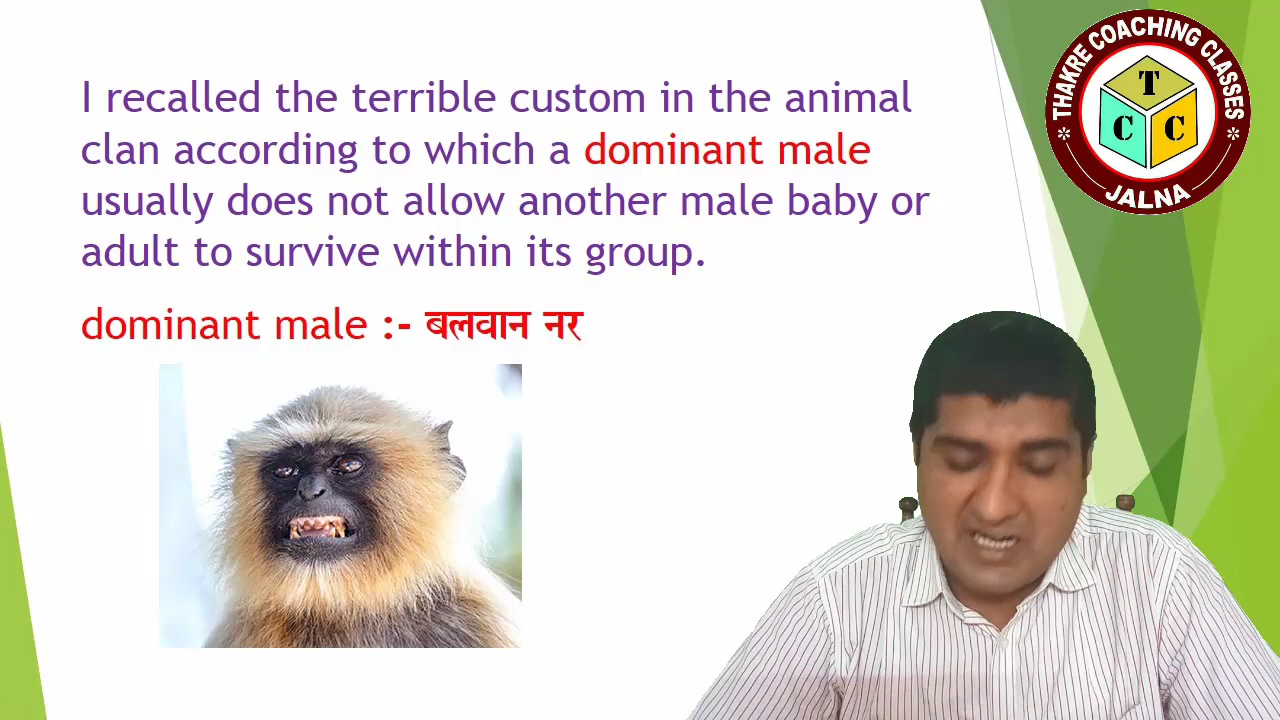 I recalled the terrible custom in the animal
clan according to which a dominant male
usually does not allow another male baby or
adult to survive within its group.
dominant male :- बलवान नर
THAKRE COACHING CLASSES
T
C C
JALNA